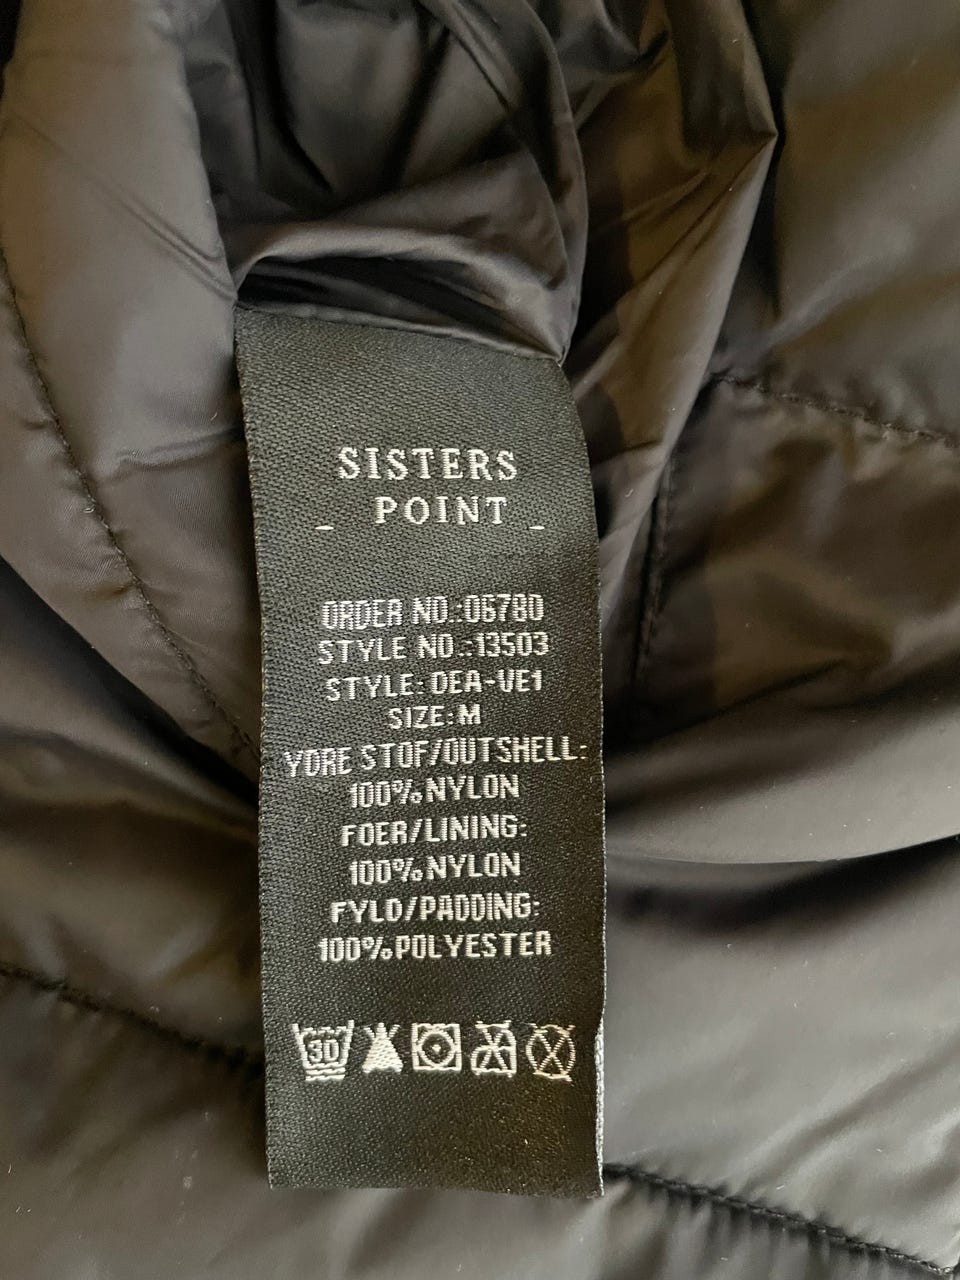 SISTERS
_ POINT _
ORDER NO.:06780
STYLE NO.:13503
STYLE: DEA-VE1
SIZE: M
YDRE STOF/OUTSHELL:
100% NYLON
FOER/LINING:
100% NYLON
FYLD/PADDING:
100% POLYESTER
30